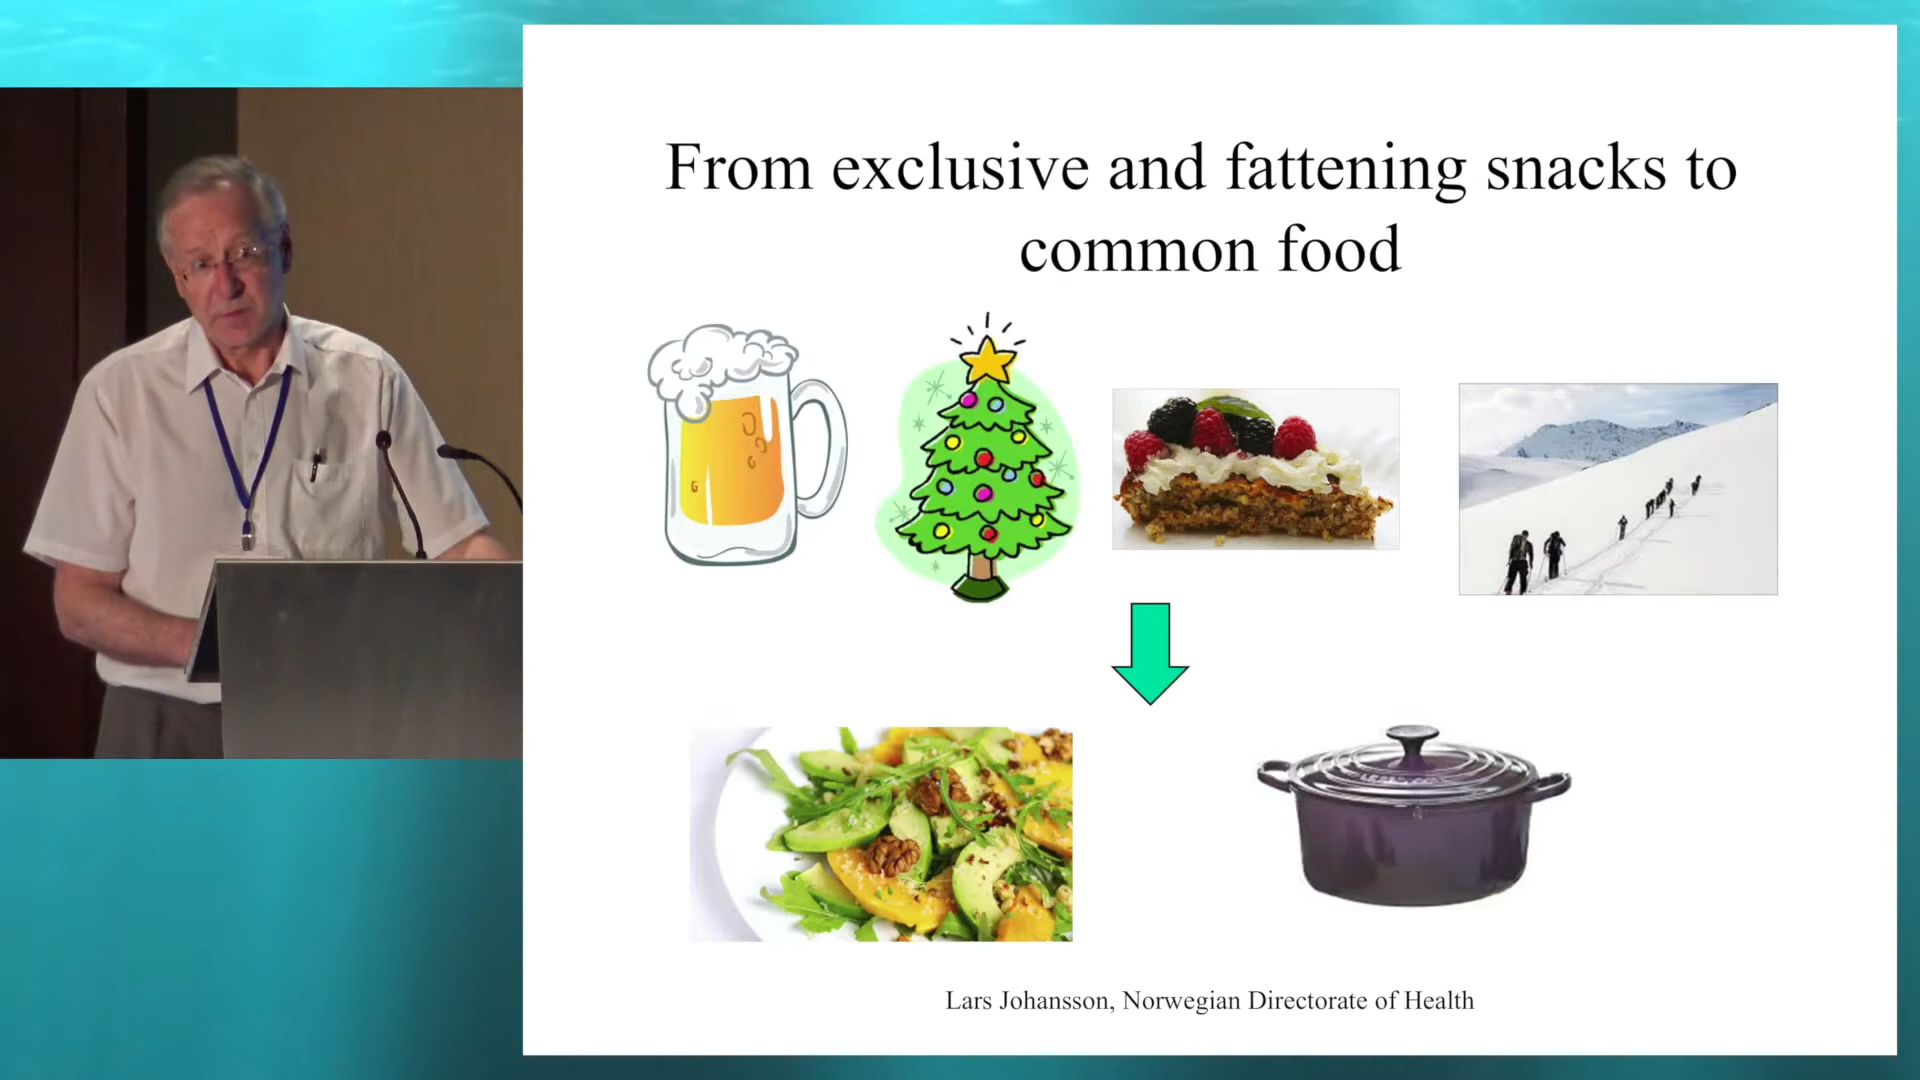 From exclusive and fattening snacks to
common food
Lars Johansson, Norwegian Directorate of Health